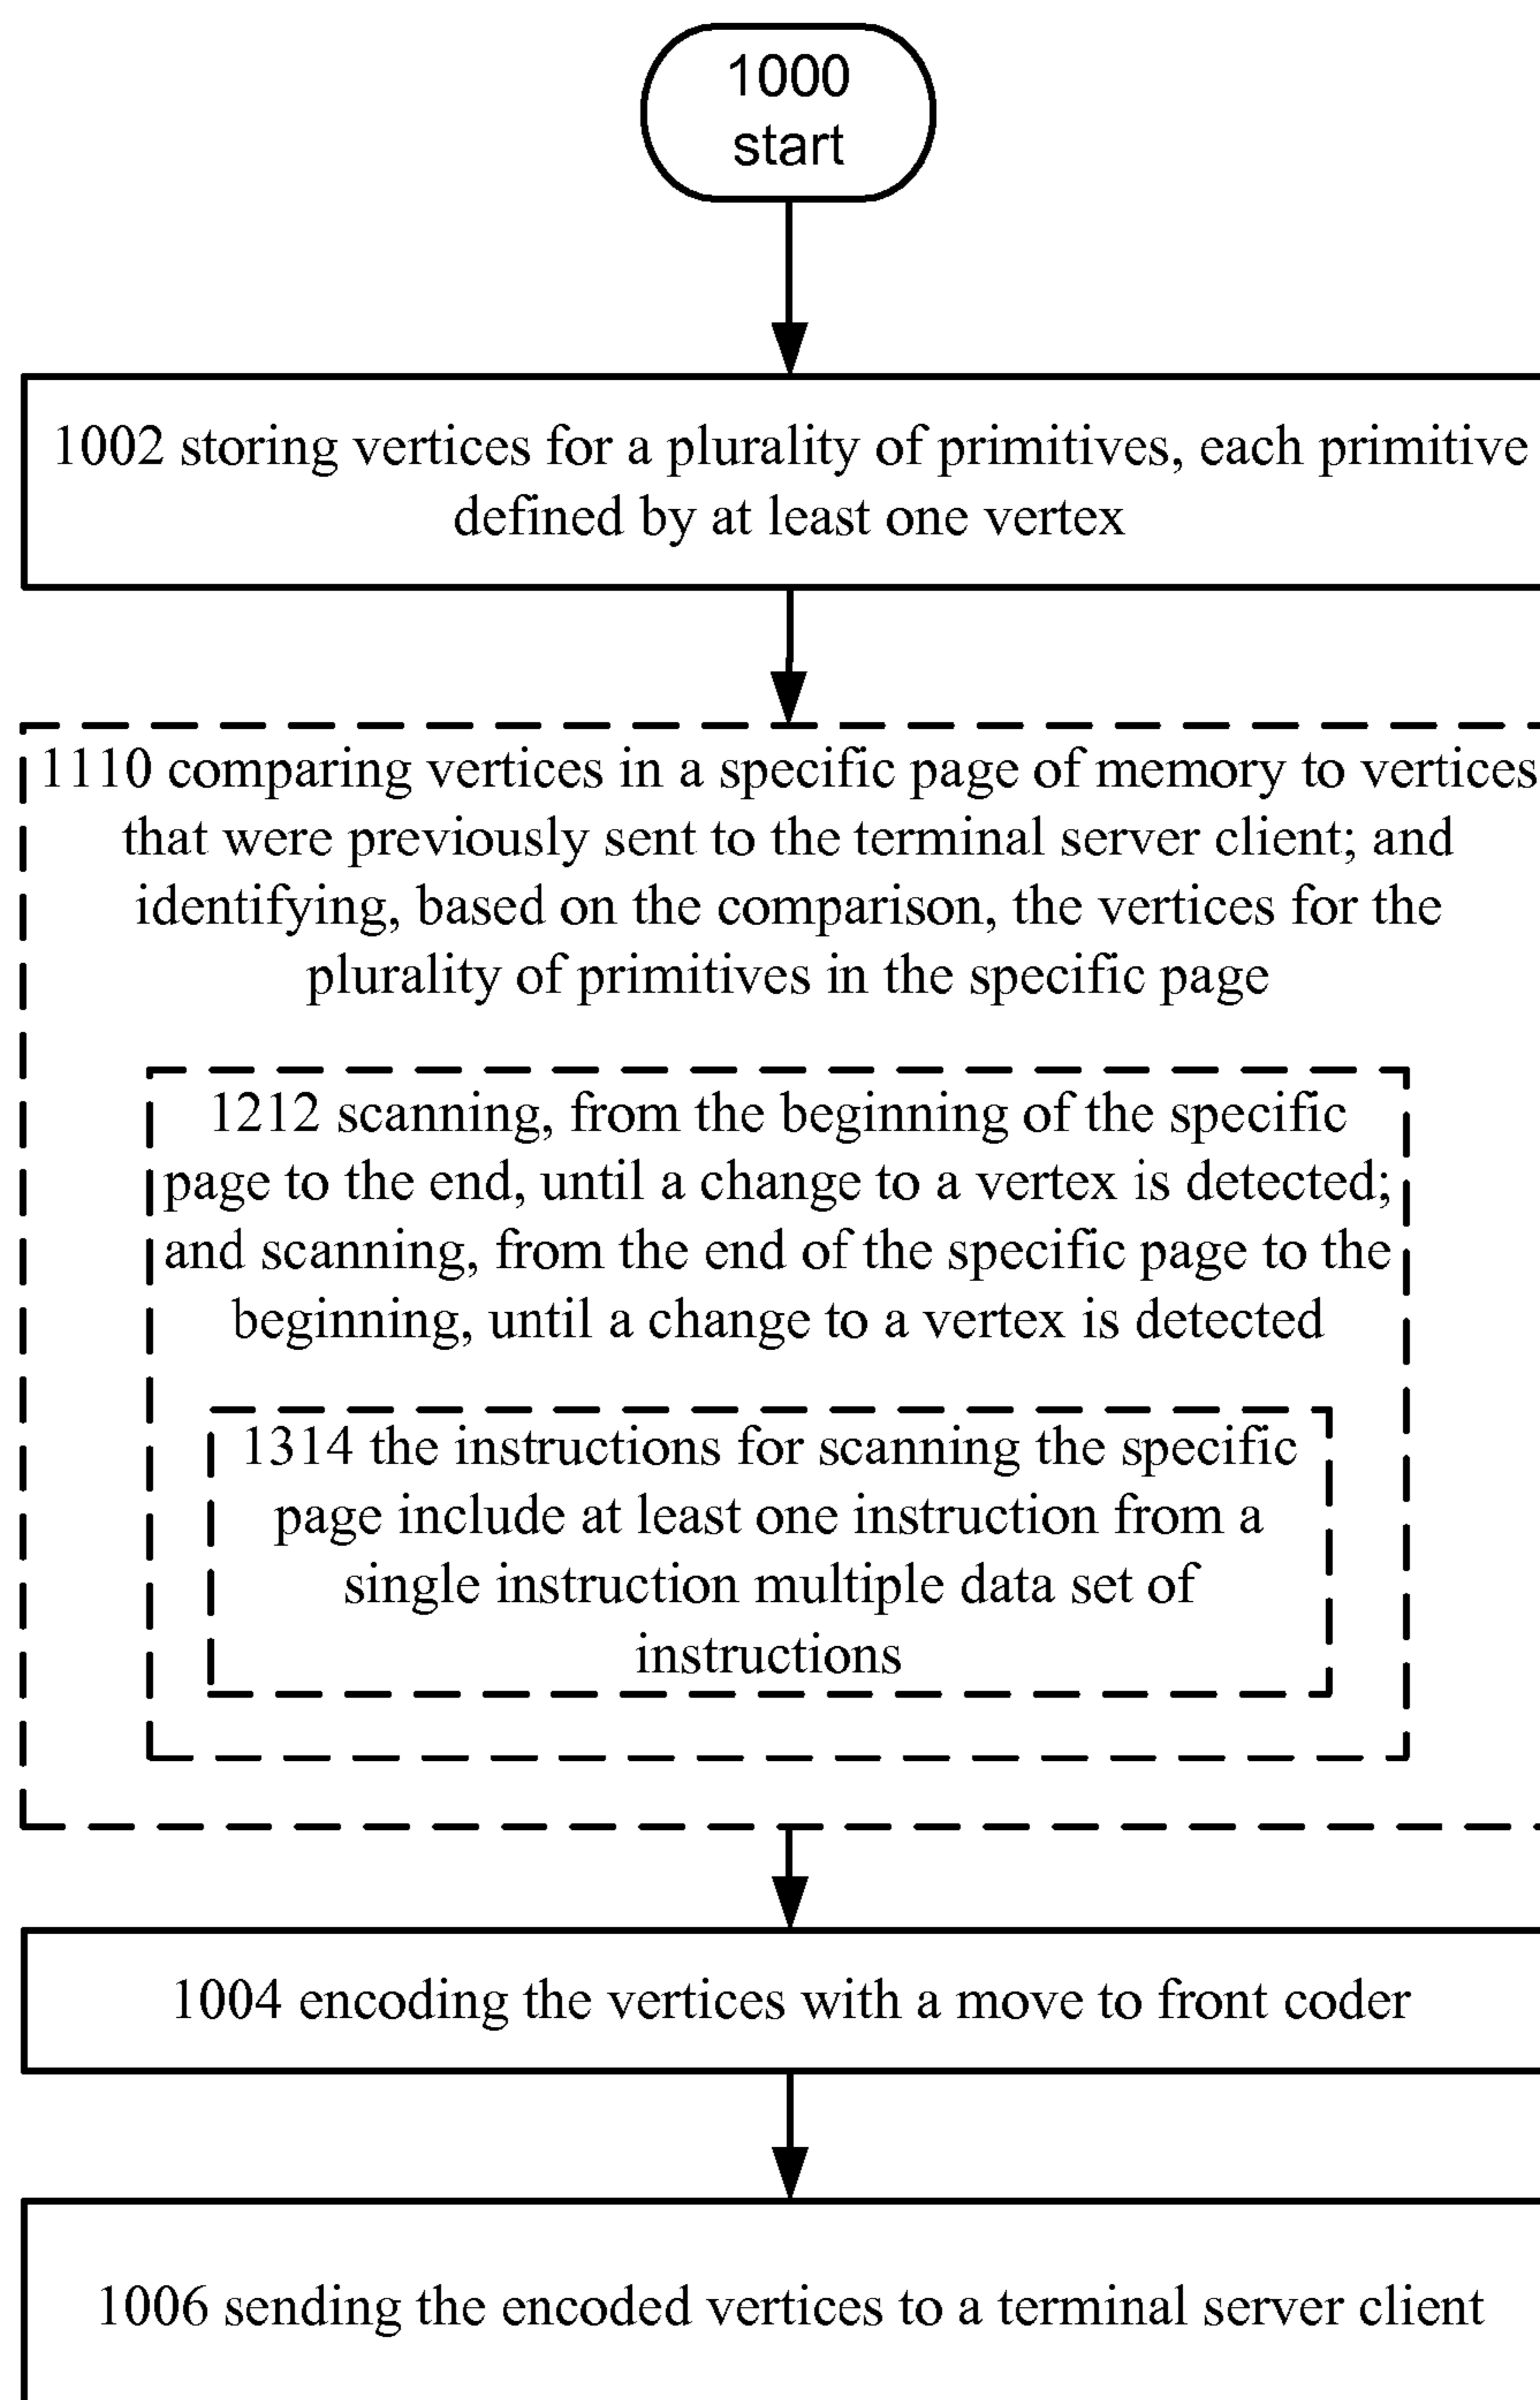 1000
start
1002 storing vertices for a plurality of primitives, each primitive
defined by at least one vertex
1110 comparing vertices in a specific page of memory to vertices
that were previously sent to the terminal server client; and
identifying, based on the comparison, the vertices for the
plurality of primitives in the specific page
1212 scanning, from the beginning of the specific
page to the end, until a change to a vertex is detected;
and scanning, from the end of the specific page to the
beginning, until a change to a vertex is detected
1314 the instructions for scanning the specific
page include at least one instruction from a
single instruction multiple data set of
instructions
1004 encoding the vertices with a move to front coder
1006 sending the encoded vertices to a terminal server client